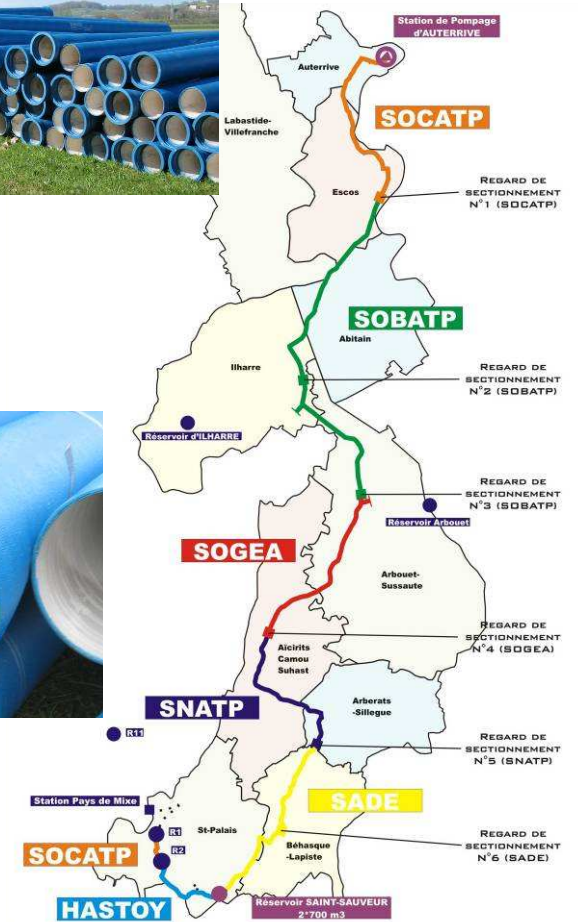 Station de Pompage
d'AUTERRIVE
Auterrive
SOCATP
Labastide-
Villefranche
Escos
REGARD DE
SECTIONNEMENT
N°1 (SOCATP)
SOBATP
Abitain
Ilharre
REGARD DE
SECTIONNEMENT
N°2 (SOBATP)
Réservoir d'ILHARRE
REGARD DE
SECTIONNEMENT
N°3 (SOBATP)
Réservoir Arbouet
SOGEA
Arbouet-
Sussaute
REGARD DE
SECTIONNEMENT
N°4 (SOGEA)
Aïcirits
Camou
Suhast
SNATP
Arberats
-Sillegue
R11
REGARD DE
SECTIONNEMENT
N°5 (SNATP)
Station Pays de Mixe
SADE
R1
St-Palais
REGARD DE
SECTIONNEMENT
N°6 (SADE)
SOCATP
R2
Béhasque
-Lapiste
HASTOY
Réservoir SAINT-SAUVEUR
2*700 m3